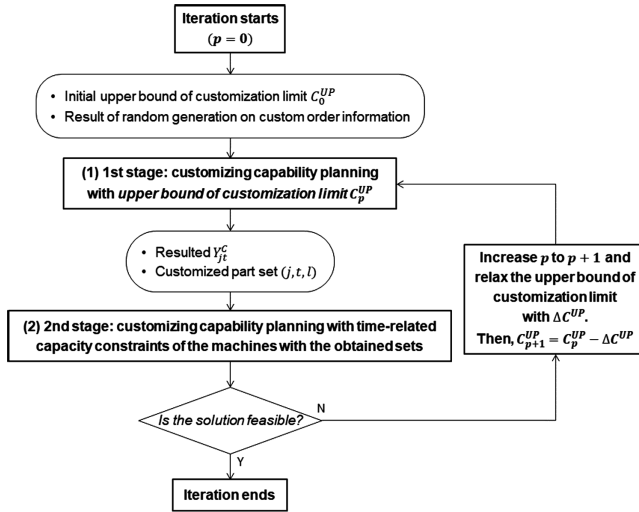 Iteration starts
(p = 0)
• Initial upper bound of customization limit C_0^{UP}
• Result of random generation on custom order information
(1) 1st stage: customizing capability planning
with upper bound of customization limit C_p^{UP}
• Resulted Y_{jt}^C
• Customized part set (j, t, l)
(2) 2nd stage: customizing capability planning with time-related
capacity constraints of the machines with the obtained sets
Is the solution feasible?
N
Y
Iteration ends
Increase p to p + 1 and
relax the upper bound of
customization limit
with ΔC^{UP}.
Then, C_{p+1}^{UP} = C_p^{UP} − ΔC^{UP}